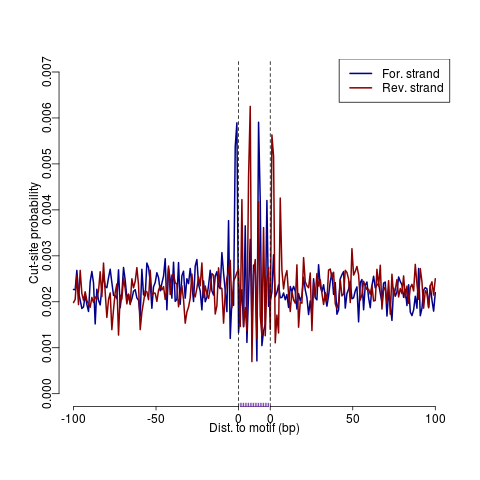 For. strand
Rev. strand
Cut-site probability
0.007
0.006
0.005
0.004
0.003
0.002
0.001
0.000
-100 -50 0 0 50 100
Dist. to motif (bp)